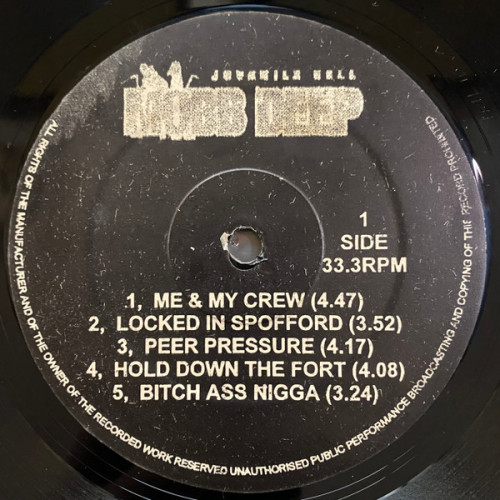 JUVENILE HELL
MOBB DEEP
1
SIDE
33.3RPM
1, ME & MY CREW (4.47)
2, LOCKED IN SPOFFORD (3.52)
3, PEER PRESSURE (4.17)
4, HOLD DOWN THE FORT (4.08)
5, BITCH ASS NIGGA (3.24)
ALL RIGHTS OF THE MANUFACTURER AND OF THE OWNER OF THE RECORDED WORK RESERVED UNAUTHORISED PUBLIC PERFORMANCE BROADCASTING AND COPYING OF THIS RECORD PROHIBITED